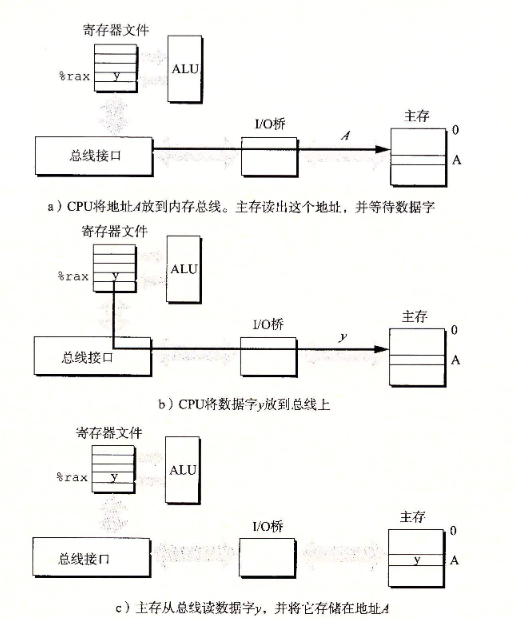 寄存器文件
%rax
y
ALU
I/O桥
A
主存
0
A
总线接口
a）CPU将地址A放到内存总线。主存读出这个地址，并等待数据字
寄存器文件
%rax
y
ALU
I/O桥
y
主存
0
A
总线接口
b）CPU将数据字y放到总线上
寄存器文件
%rax
y
ALU
I/O桥
主存
0
y
A
总线接口
c）主存从总线读数据字y，并将它存储在地址A